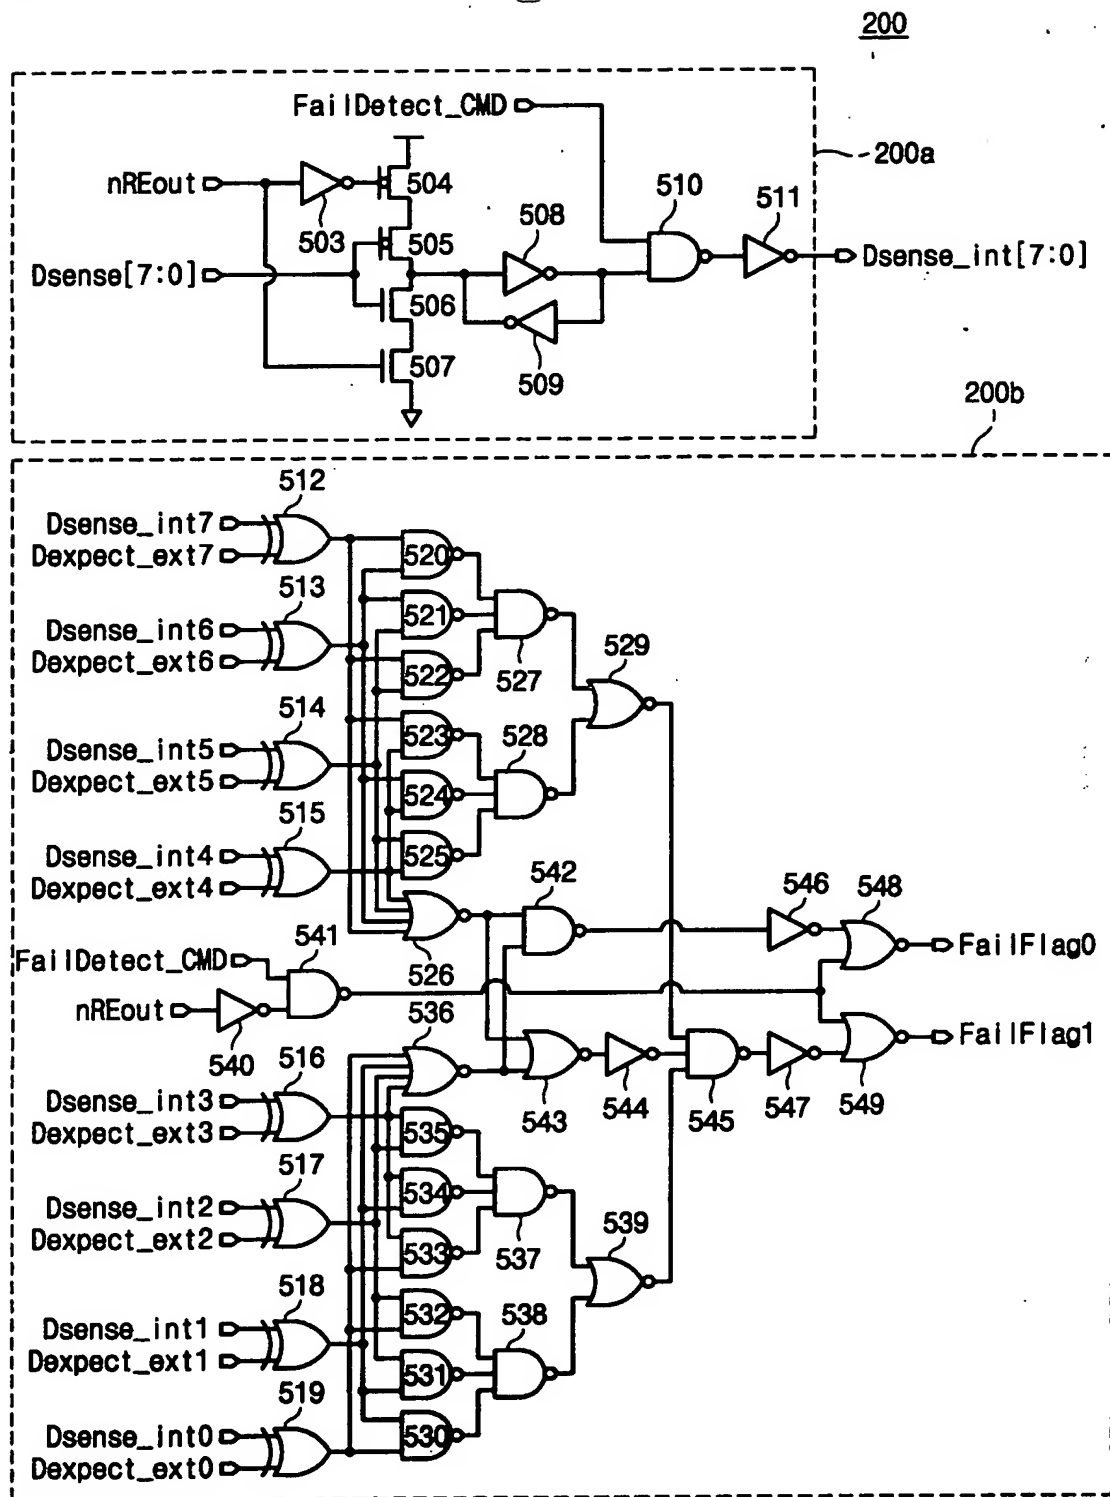 200
FailDetect_CMD
200a
nREout
504
510
511
503
508
505
Dsense[7:0]
Dsense_int[7:0]
506
507
509
200b
512
Dsense_int7
Dexpect_ext7
520
513
521
Dsense_int6
Dexpect_ext6
529
522
527
514
523
528
Dsense_int5
Dexpect_ext5
524
515
525
Dsense_int4
Dexpect_ext4
542
546
548
541
FailDetect_CMD
526
FailFlag0
nREout
536
540
FailFlag1
516
543
544
545
547
549
Dsense_int3
Dexpect_ext3
535
517
534
Dsense_int2
Dexpect_ext2
539
533
537
518
532
538
Dsense_int1
Dexpect_ext1
531
519
530
Dsense_int0
Dexpect_ext0